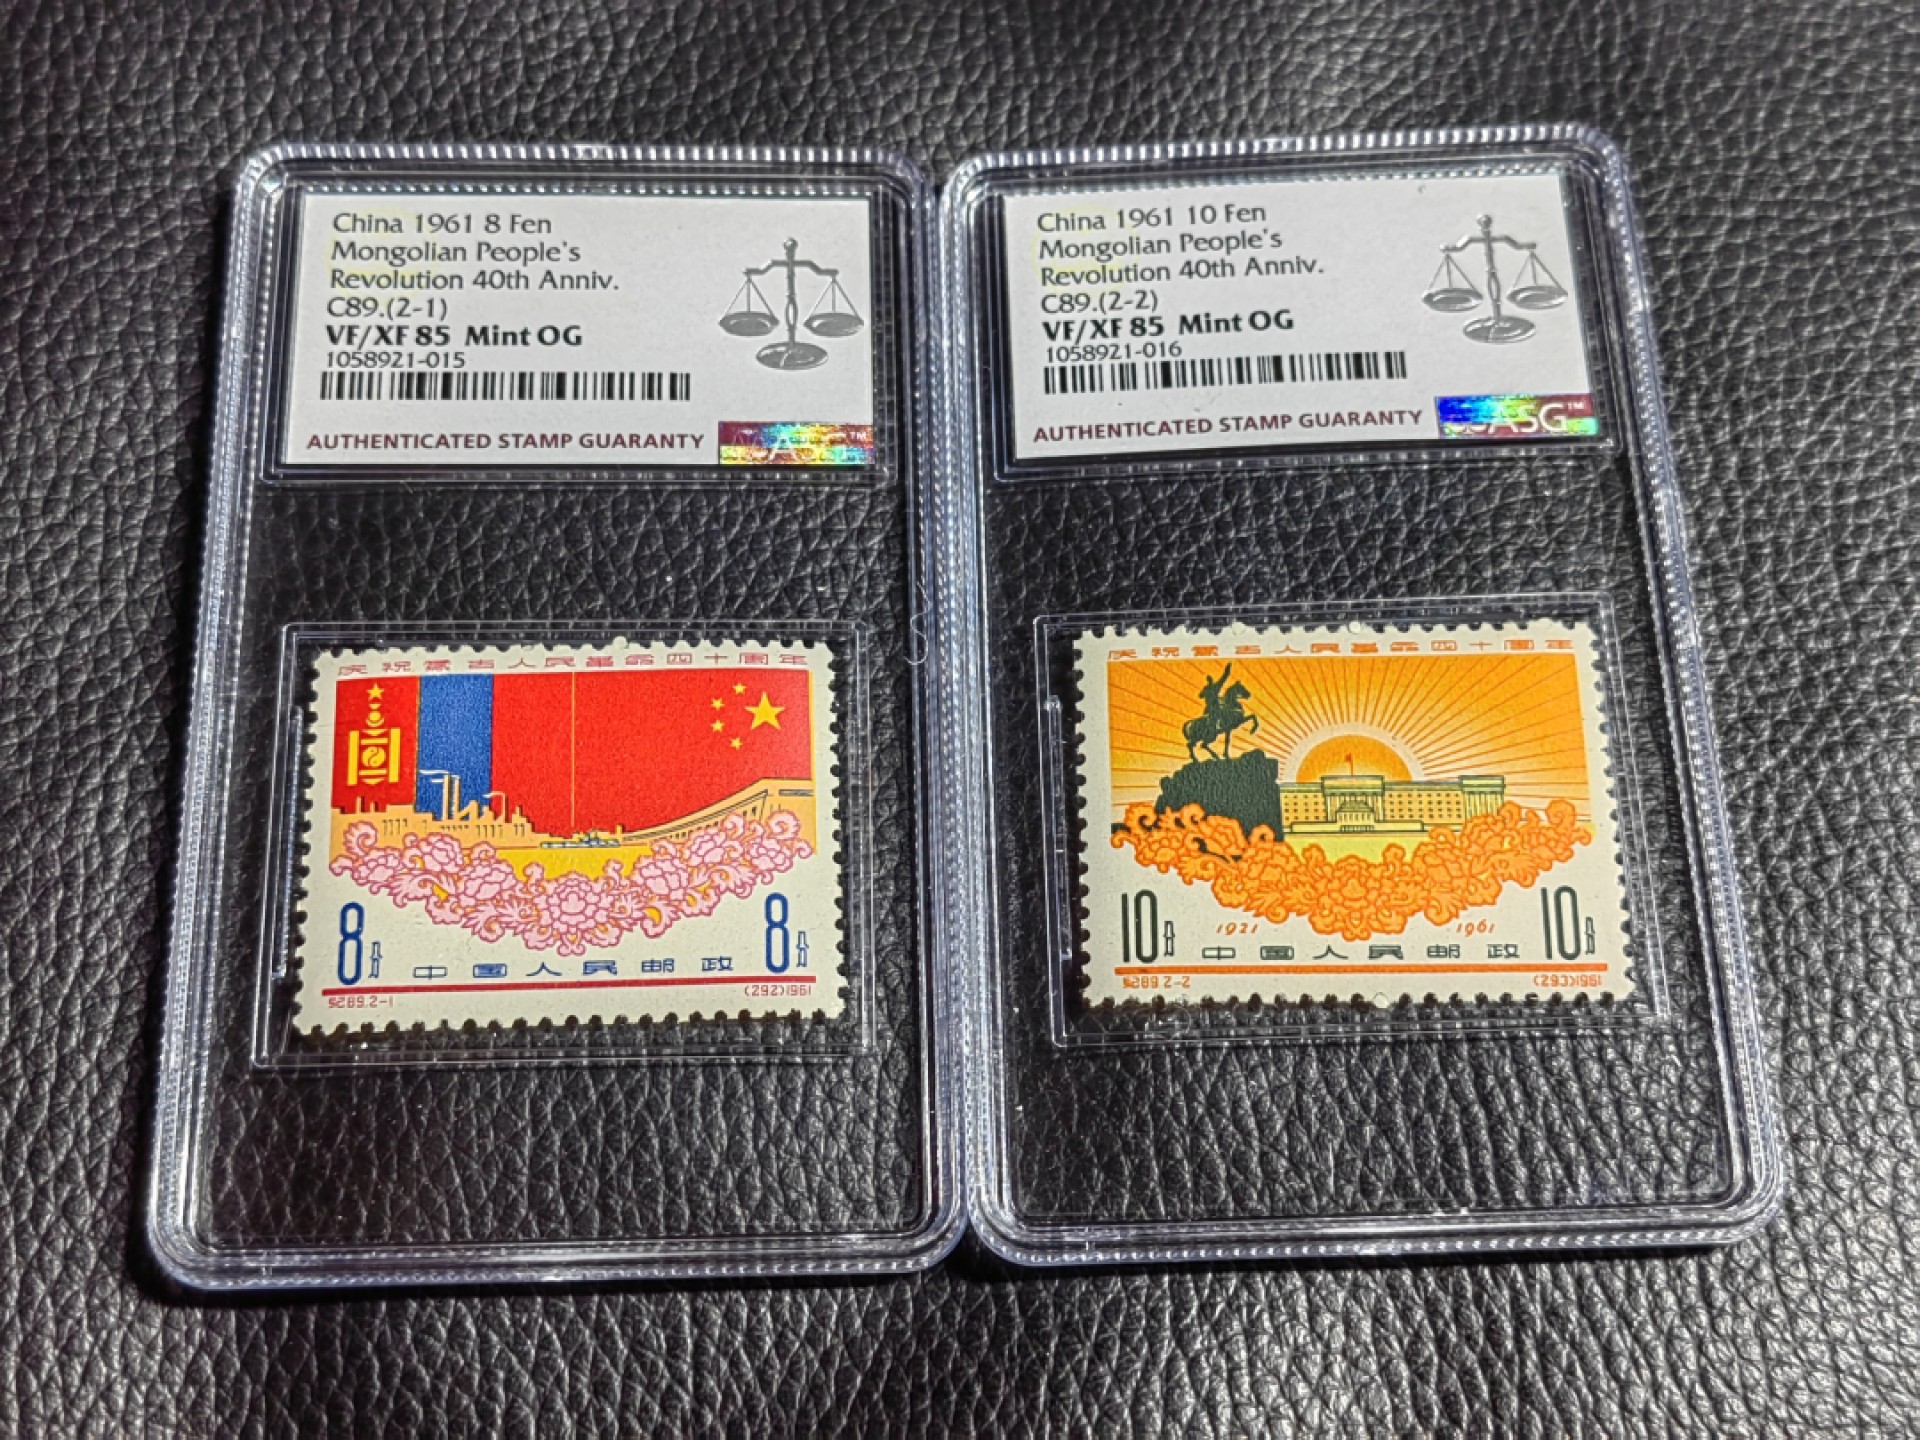 China 1961 8 Fen
Mongolian People's
Revolution 40th Anniv.
C89.(2-1)
VF/XF 85 Mint OG
1058921-015
AUTHENTICATED STAMP GUARANTY
ASG™
庆祝蒙古人民革命四十周年
8分
8分
中国人民邮政
纪89.2-1
(292)1961
China 1961 10 Fen
Mongolian People's
Revolution 40th Anniv.
C89.(2-2)
VF/XF 85 Mint OG
1058921-016
AUTHENTICATED STAMP GUARANTY
ASG™
庆祝蒙古人民革命四十周年
10分
1921
1961
10分
中国人民邮政
纪89.2-2
(293)1961